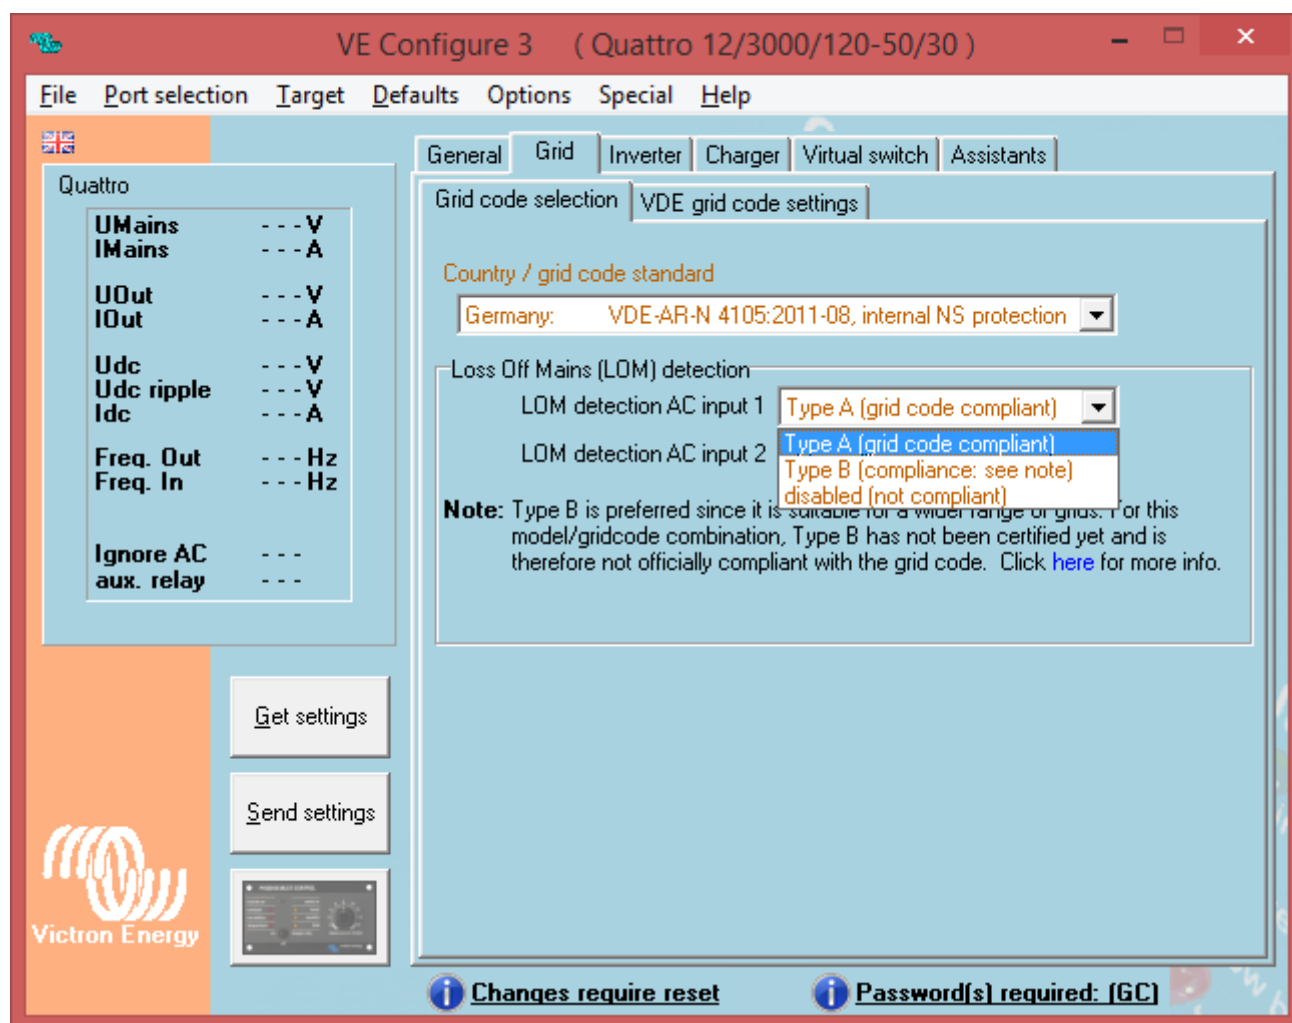 VE Configure 3 ( Quattro 12/3000/120-50/30 )
File Port selection Target Defaults Options Special Help
General Grid Inverter Charger Virtual switch Assistants
Grid code selection VDE grid code settings
Quattro
UMains - - - V
IMains - - - A
UOut - - - V
IOut - - - A
Udc - - - V
Udc ripple - - - V
Idc - - - A
Freq. Out - - - Hz
Freq. In - - - Hz
Ignore AC - - -
aux. relay - - -
Country / grid code standard
Germany: VDE-AR-N 4105:2011-08, internal NS protection
Loss Off Mains (LOM) detection
LOM detection AC input 1 Type A (grid code compliant)
Type A (grid code compliant)
LOM detection AC input 2
Type B (compliance: see note)
disabled (not compliant)
Note: Type B is preferred since it is suitable for a wider range of grids. For this
model/gridcode combination, Type B has not been certified yet and is
therefore not officially compliant with the grid code. Click here for more info.
Get settings
Send settings
Victron Energy
Changes require reset
Password(s) required: (GC)